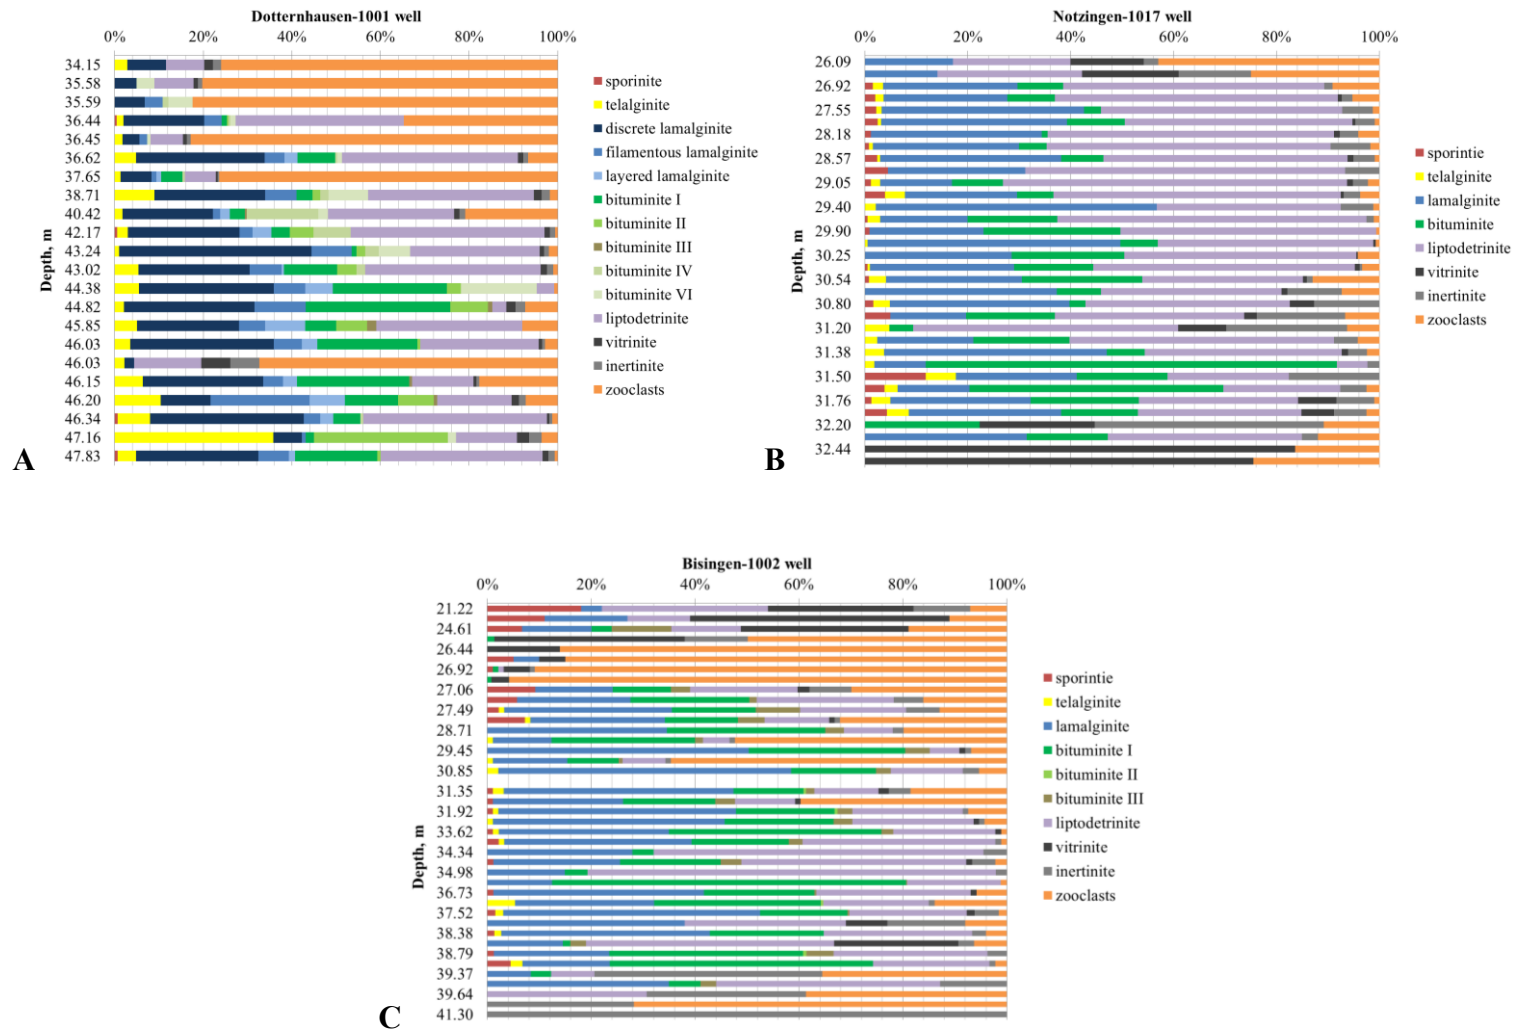 Dotternhausen-1001 well
0% 20% 40% 60% 80% 100%
Depth, m
34.15
35.58
35.59
36.44
36.45
36.62
37.65
38.71
40.42
42.17
43.24
43.02
44.38
44.82
45.85
46.03
46.03
46.15
46.20
46.34
47.16
47.83
sporinite
telalginite
discrete lamalginite
filamentous lamalginite
layered lamalginite
bituminite I
bituminite II
bituminite III
bituminite IV
bituminite VI
liptodetrinite
vitrinite
inertinite
zooclasts
A
Notzingen-1017 well
0% 20% 40% 60% 80% 100%
Depth, m
26.09
26.92
27.55
28.18
28.57
29.05
29.40
29.90
30.25
30.54
30.80
31.20
31.38
31.50
31.76
32.20
32.44
sporintie
telalginite
lamalginite
bituminite
liptodetrinite
vitrinite
inertinite
zooclasts
B
Bisingen-1002 well
0% 20% 40% 60% 80% 100%
Depth, m
21.22
24.61
26.44
26.92
27.06
27.49
28.71
29.45
30.85
31.35
31.92
33.62
34.34
34.98
36.73
37.52
38.38
38.79
39.37
39.64
41.30
sporintie
telalginite
lamalginite
bituminite I
bituminite II
bituminite III
liptodetrinite
vitrinite
inertinite
zooclasts
C